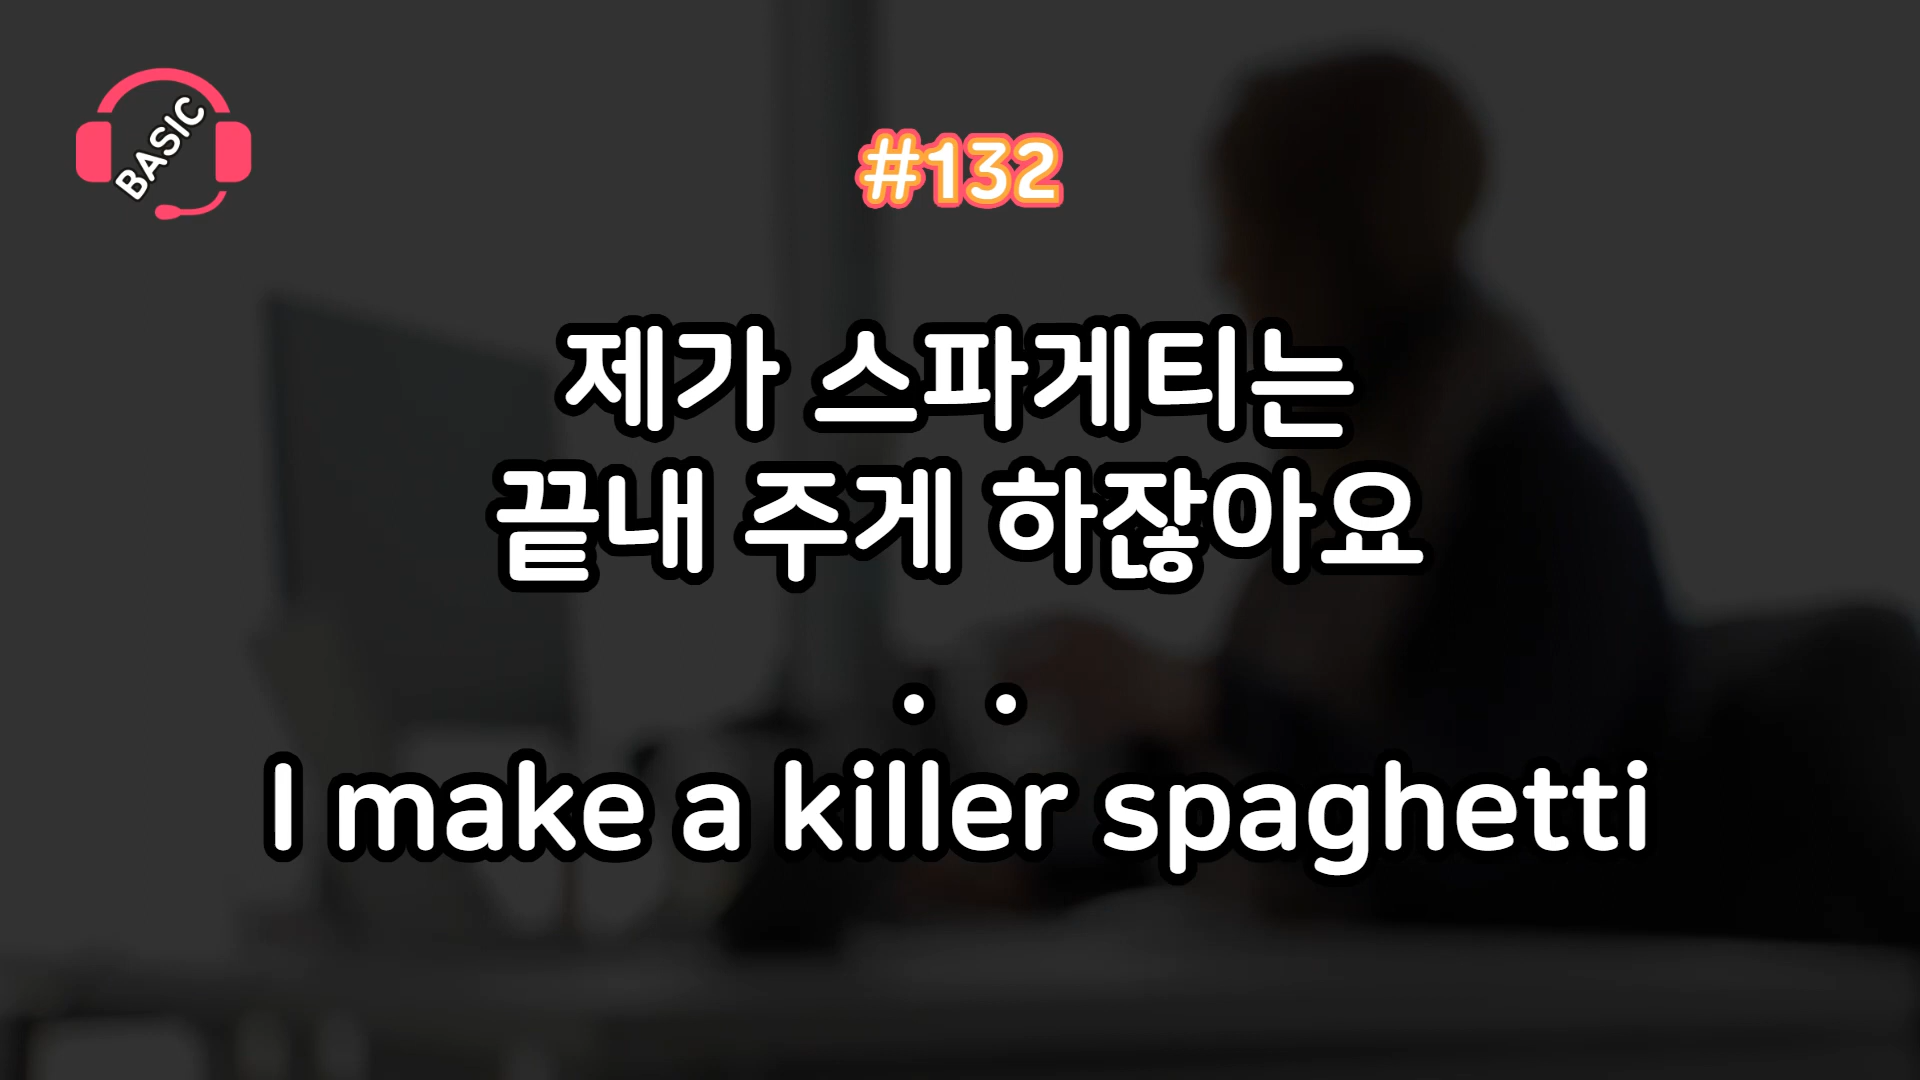 BASIC
#132
제가 스파게티는
끝내 주게 하잖아요
. .
I make a killer spaghetti